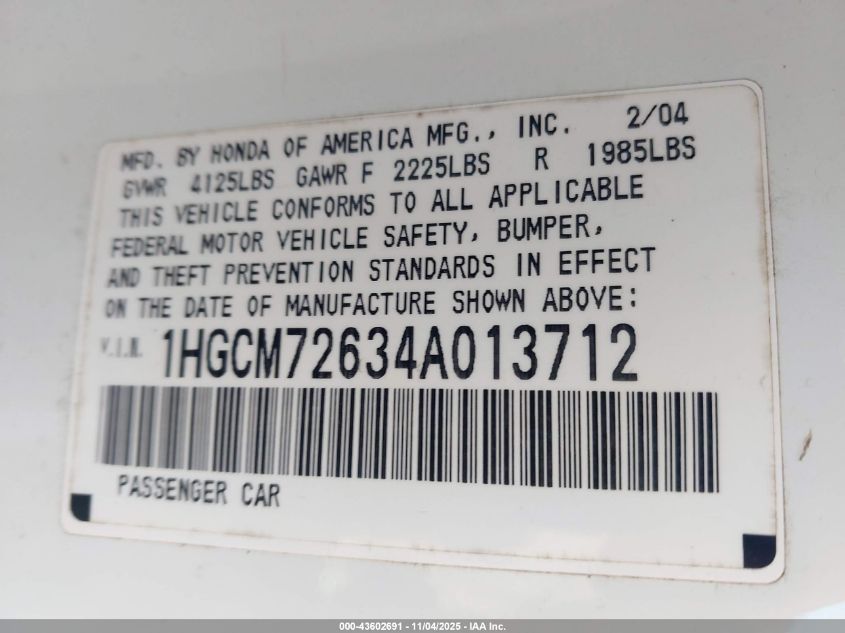 MFD. BY HONDA OF AMERICA MFG., INC. 2/04
GVWR 4125LBS GAWR F 2225LBS R 1985LBS
THIS VEHICLE CONFORMS TO ALL APPLICABLE
FEDERAL MOTOR VEHICLE SAFETY, BUMPER,
AND THEFT PREVENTION STANDARDS IN EFFECT
ON THE DATE OF MANUFACTURE SHOWN ABOVE:
V.I.N. 1HGCM72634A013712
PASSENGER CAR
000-43602691 - 11/04/2025 - IAA Inc.